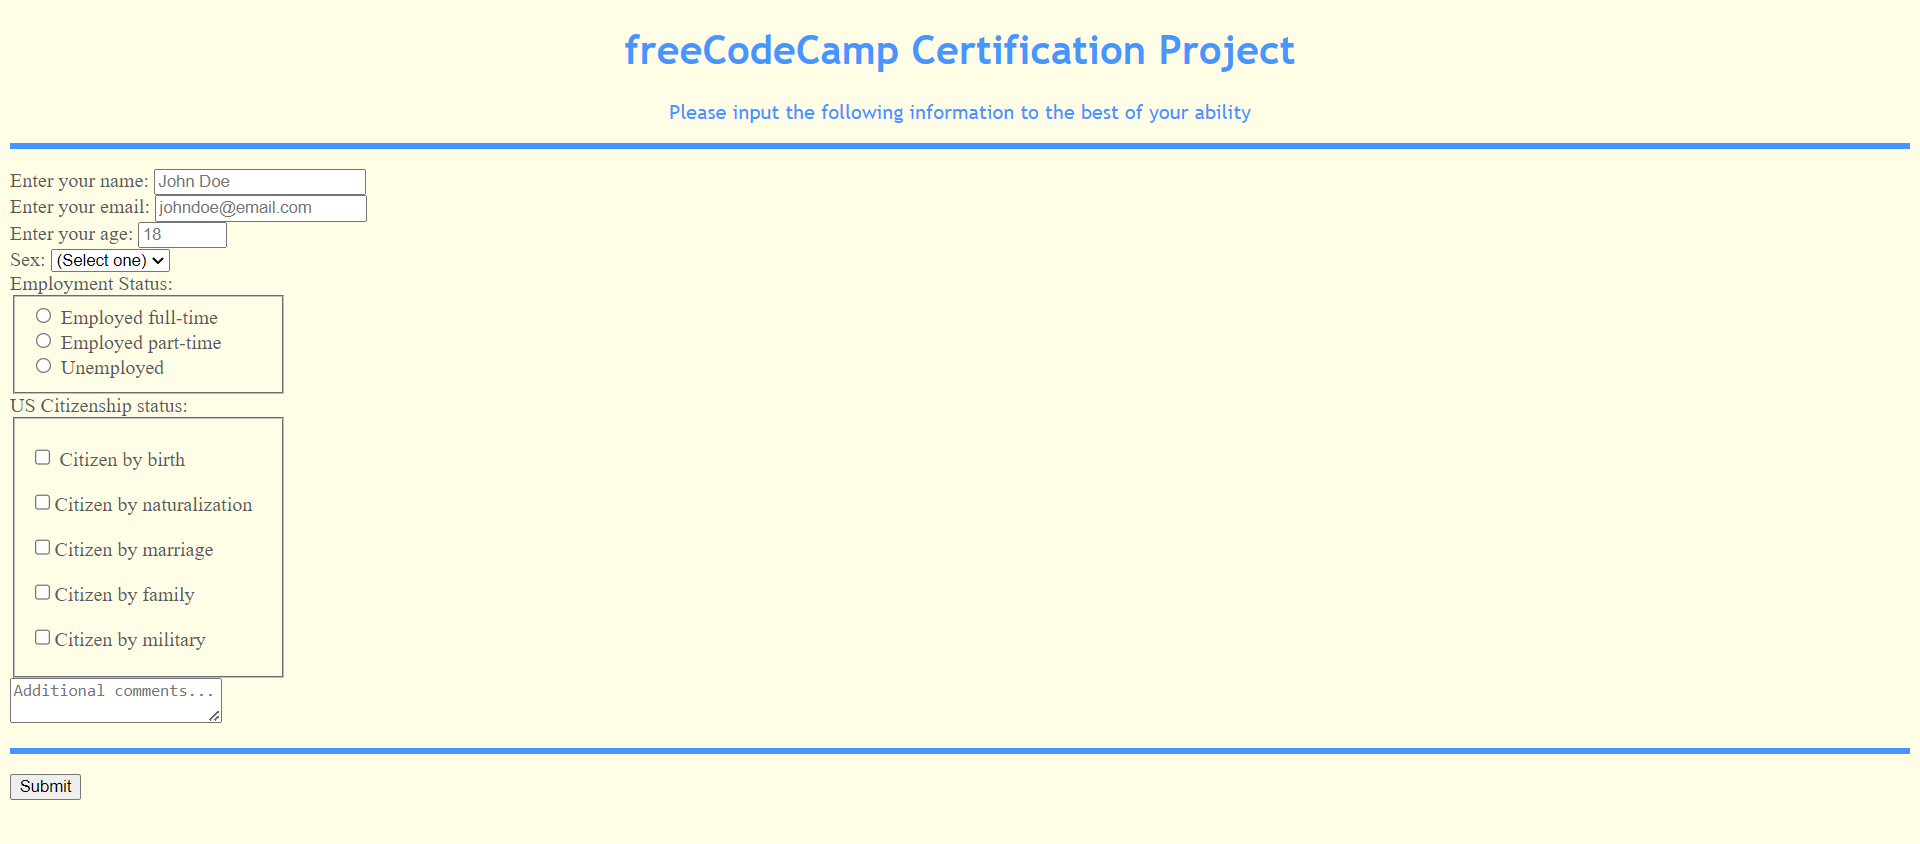 freeCodeCamp Certification Project
Please input the following information to the best of your ability
Enter your name: John Doe
Enter your email: johndoe@email.com
Enter your age: 18
Sex: (Select one)
Employment Status:
Employed full-time
Employed part-time
Unemployed
US Citizenship status:
Citizen by birth
Citizen by naturalization
Citizen by marriage
Citizen by family
Citizen by military
Additional comments...
Submit